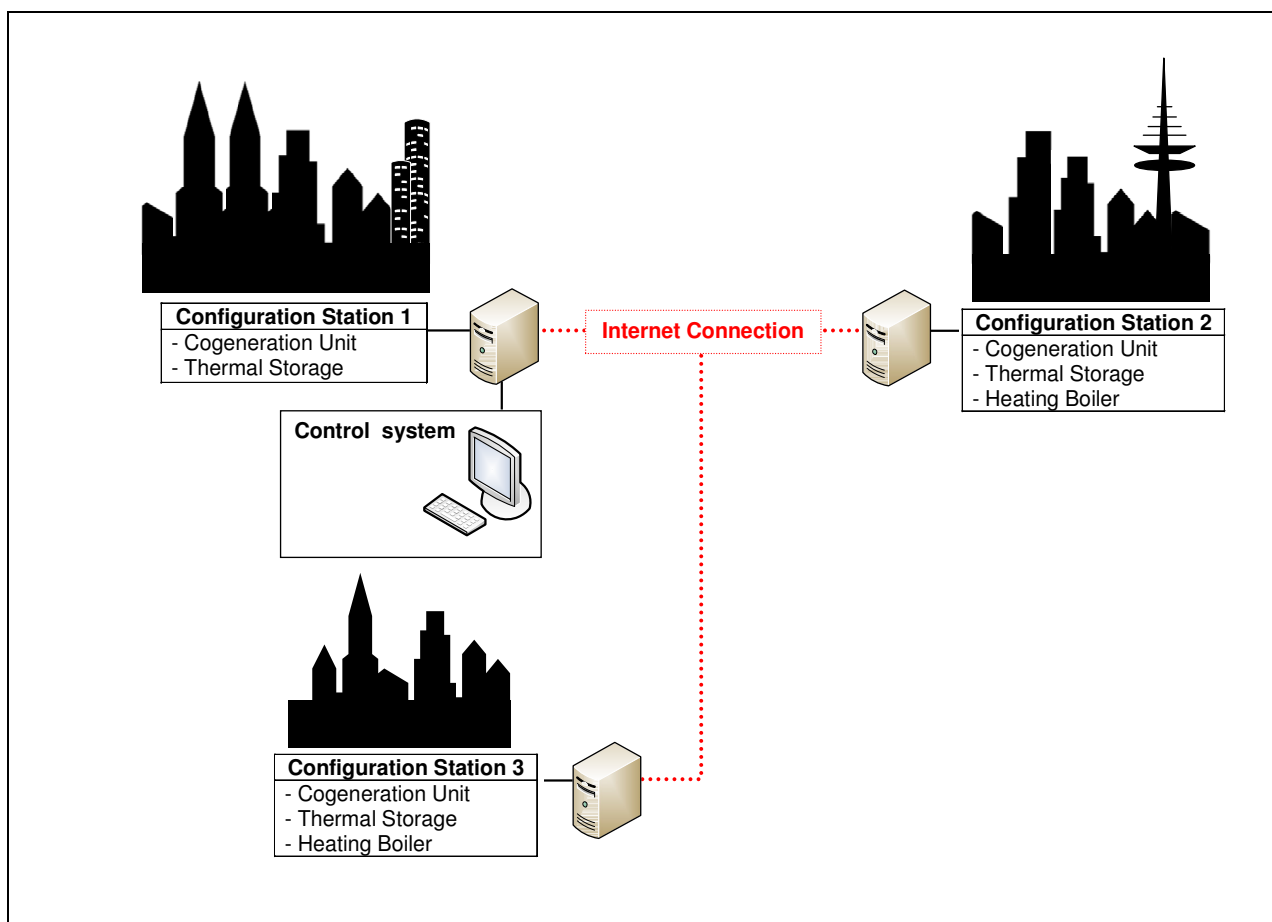 Configuration Station 1
- Cogeneration Unit
- Thermal Storage
Internet Connection
Configuration Station 2
- Cogeneration Unit
- Thermal Storage
- Heating Boiler
Control system
Configuration Station 3
- Cogeneration Unit
- Thermal Storage
- Heating Boiler